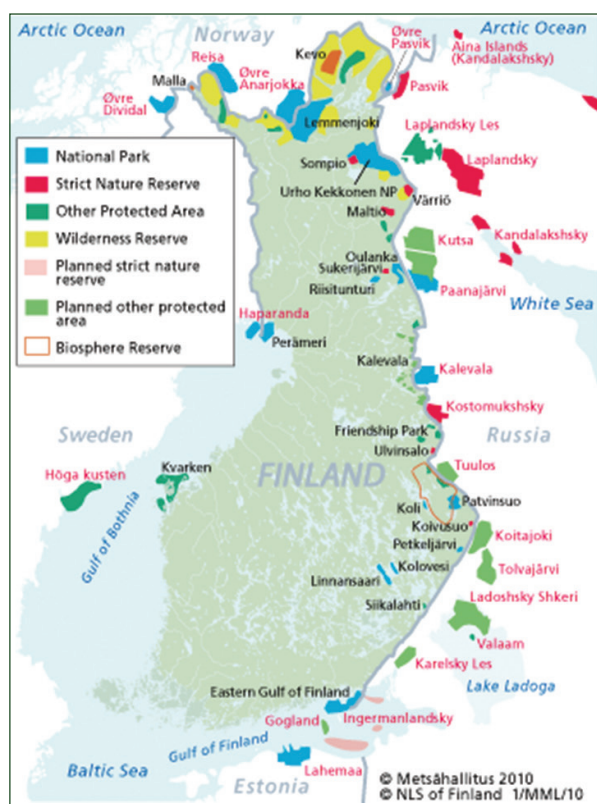 Arctic Ocean
Norway
Øvre
Pasvik
Arctic Ocean
Reisa
Kevo
Aina Islands
(Kandalakshsky)
Malla
Øvre
Anarjokka
Pasvik
Øvre
Dividal
Lemmenjoki
Laplandsky Les
National Park
Strict Nature Reserve
Other Protected Area
Wilderness Reserve
Planned strict nature
reserve
Planned other protected
area
Biosphere Reserve
Sompio
Laplandsky
Urho Kekkonen NP
Värriö
Maltio
Kandalakshsky
Kutsa
Oulanka
Sukerijärvi
Riisitunturi
Paanajärvi
White Sea
Haparanda
Perämeri
Kalevala
Kalevala
Kostomukshsky
Friendship Park
Sweden
Russia
Ulvinsalo
FINLAND
Tuulos
Höga kusten
Kvarken
Koli
Patvinsuo
Gulf of Bothnia
Koivusuo
Koitajoki
Petkeljärvi
Kolovesi
Tolvajärvi
Linnansaari
Ladoshsky Shkeri
Siikalahti
Valaam
Karelsky Les
Lake Ladoga
Eastern Gulf of Finland
Gogland
Ingermanlandsky
Gulf of Finland
Baltic Sea
Lahemaa
Estonia
© Metsähallitus 2010
© NLS of Finland 1/MML/10